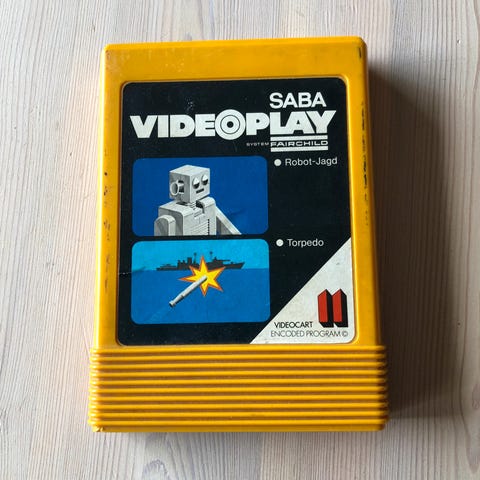 SABA
VIDEOPLAY
SYSTEM FAIRCHILD
Robot-Jagd
Torpedo
VIDEOCART
ENCODED PROGRAM ©
11